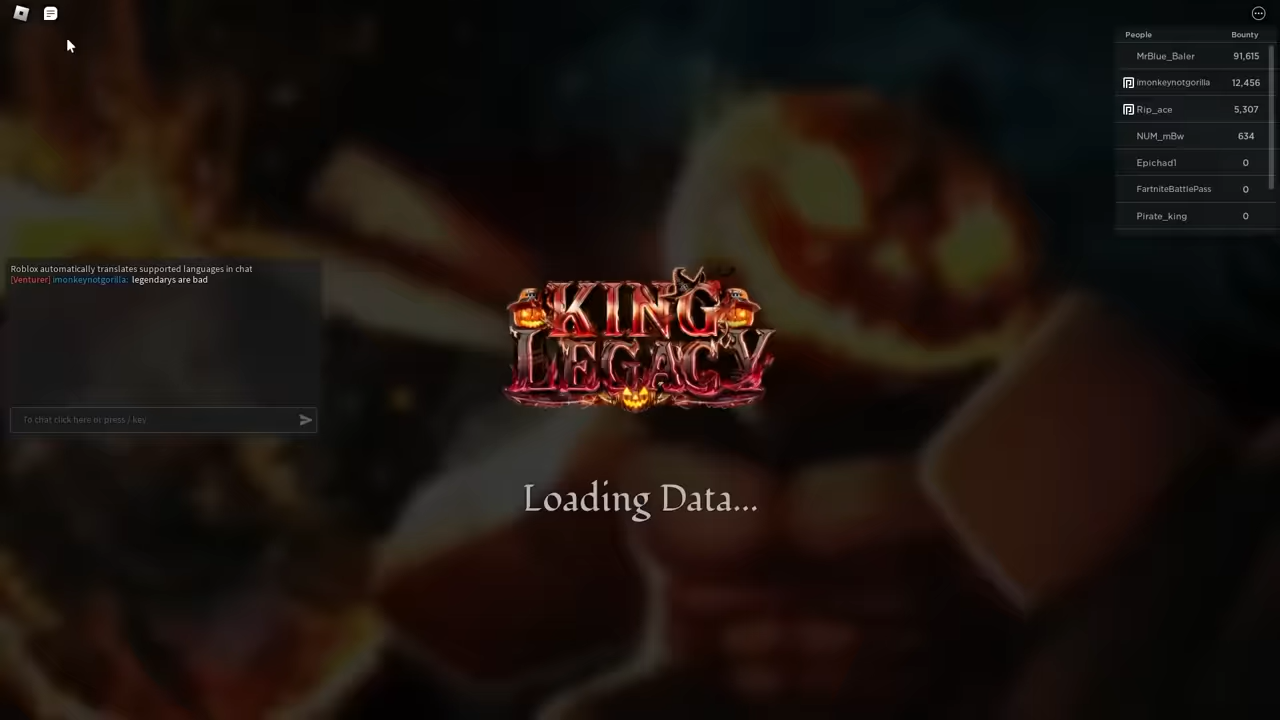 People Bounty
MrBlue_Baler 91,615
imonkeynotgorilla 12,456
Rip_ace 5,307
NUM_mBw 634
Epichad1 0
FartniteBattlePass 0
Pirate_king 0
Roblox automatically translates supported languages in chat
[Venturer] imonkeynotgorilla: legendarys are bad
To chat click here or press / key
KING
LEGACY
Loading Data...